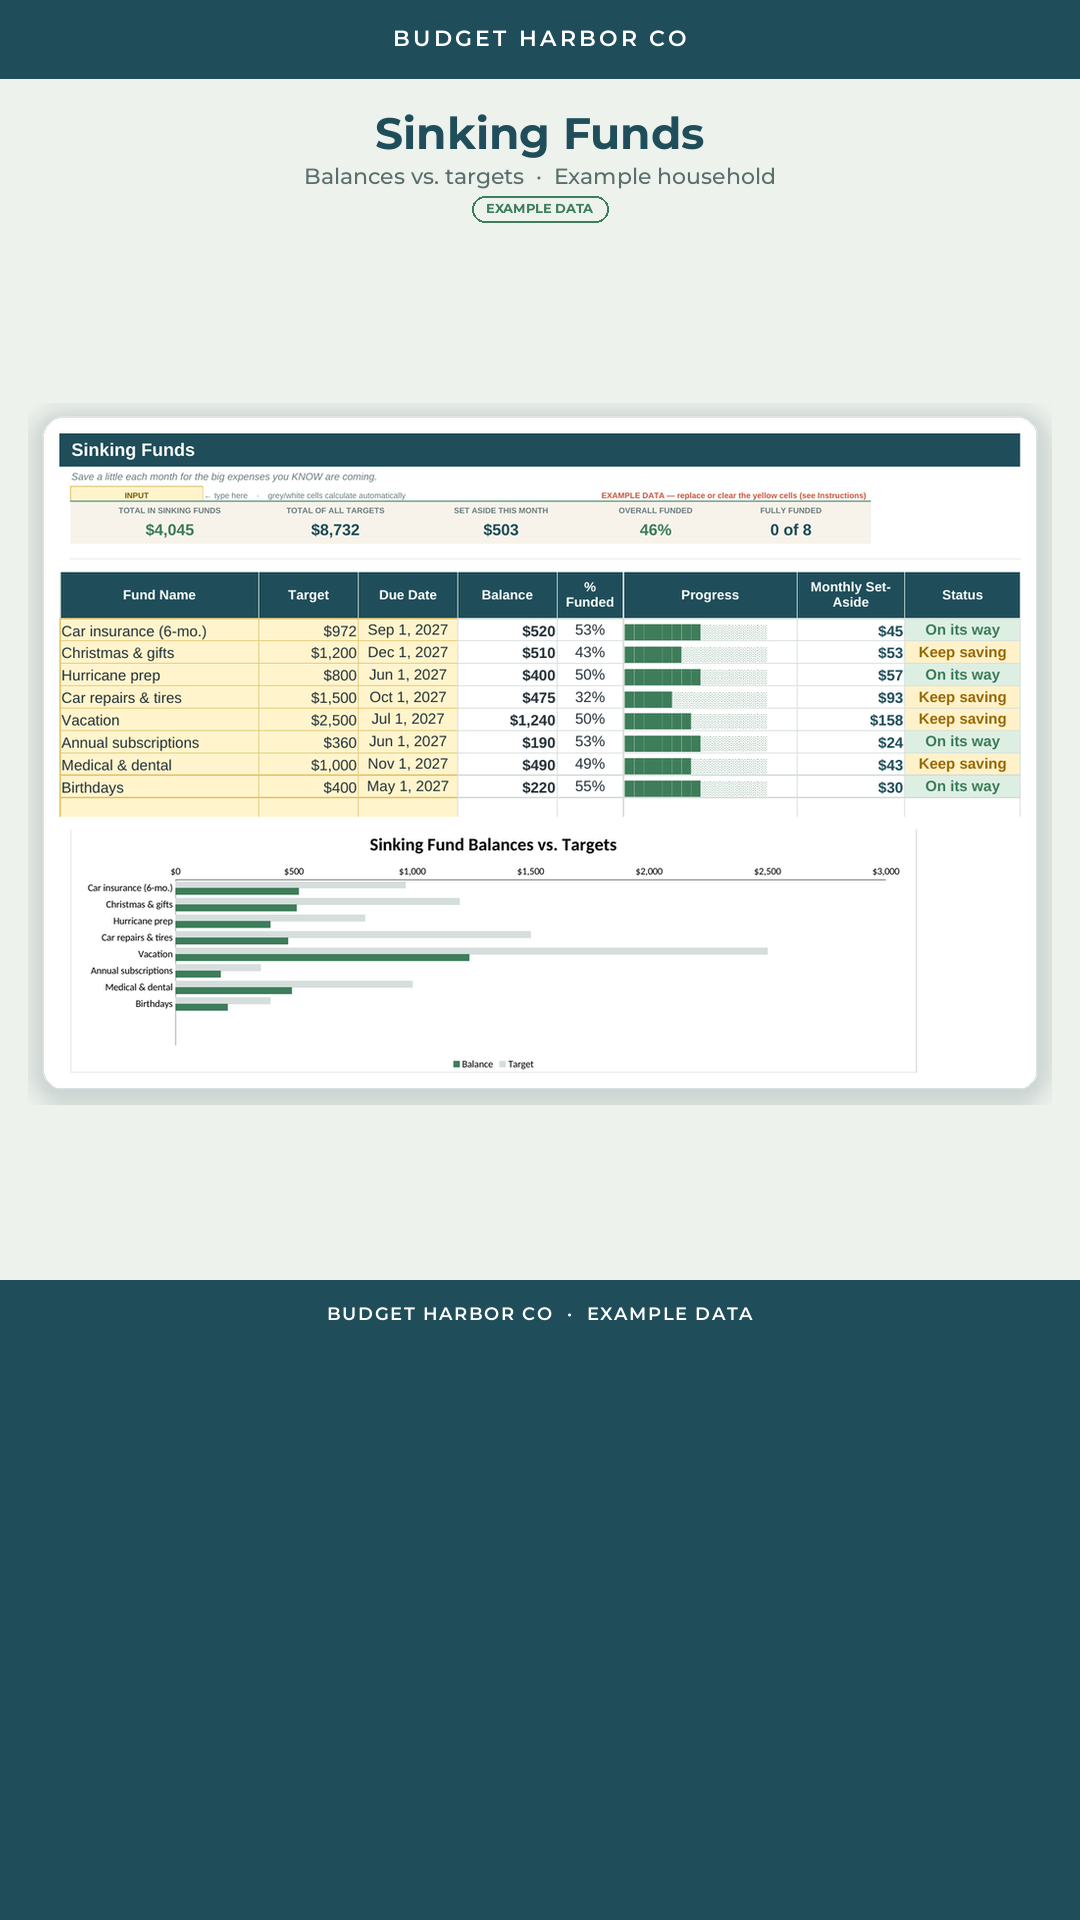 BUDGET HARBOR CO
Sinking Funds
Balances vs. targets · Example household
EXAMPLE DATA
Sinking Funds
Save a little each month for the big expenses you KNOW are coming.
INPUT ← type here · grey/white cells calculate automatically EXAMPLE DATA — replace or clear the yellow cells (see Instructions)
TOTAL IN SINKING FUNDS TOTAL OF ALL TARGETS SET ASIDE THIS MONTH OVERALL FUNDED FULLY FUNDED
$4,045 $8,732 $503 46% 0 of 8
Fund Name Target Due Date Balance % Funded Progress Monthly Set-Aside Status
Car insurance (6-mo.) $972 Sep 1, 2027 $520 53% $45 On its way
Christmas & gifts $1,200 Dec 1, 2027 $510 43% $53 Keep saving
Hurricane prep $800 Jun 1, 2027 $400 50% $57 On its way
Car repairs & tires $1,500 Oct 1, 2027 $475 32% $93 Keep saving
Vacation $2,500 Jul 1, 2027 $1,240 50% $158 Keep saving
Annual subscriptions $360 Jun 1, 2027 $190 53% $24 On its way
Medical & dental $1,000 Nov 1, 2027 $490 49% $43 Keep saving
Birthdays $400 May 1, 2027 $220 55% $30 On its way
Sinking Fund Balances vs. Targets
$0 $500 $1,000 $1,500 $2,000 $2,500 $3,000
Car insurance (6-mo.)
Christmas & gifts
Hurricane prep
Car repairs & tires
Vacation
Annual subscriptions
Medical & dental
Birthdays
Balance Target
BUDGET HARBOR CO · EXAMPLE DATA